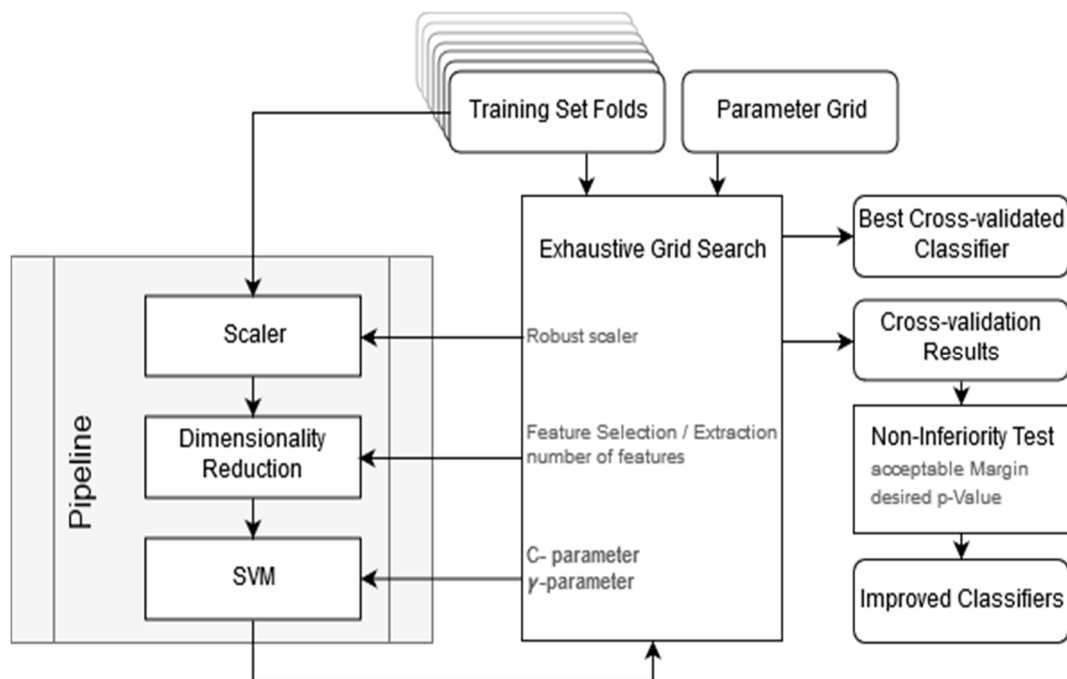 Training Set Folds
Parameter Grid
Exhaustive Grid Search
Best Cross-validated
Classifier
Pipeline
Scaler
Robust scaler
Cross-validation
Results
Dimensionality
Reduction
Feature Selection / Extraction
number of features
Non-Inferiority Test
acceptable Margin
desired p-Value
SVM
C- parameter
γ-parameter
Improved Classifiers